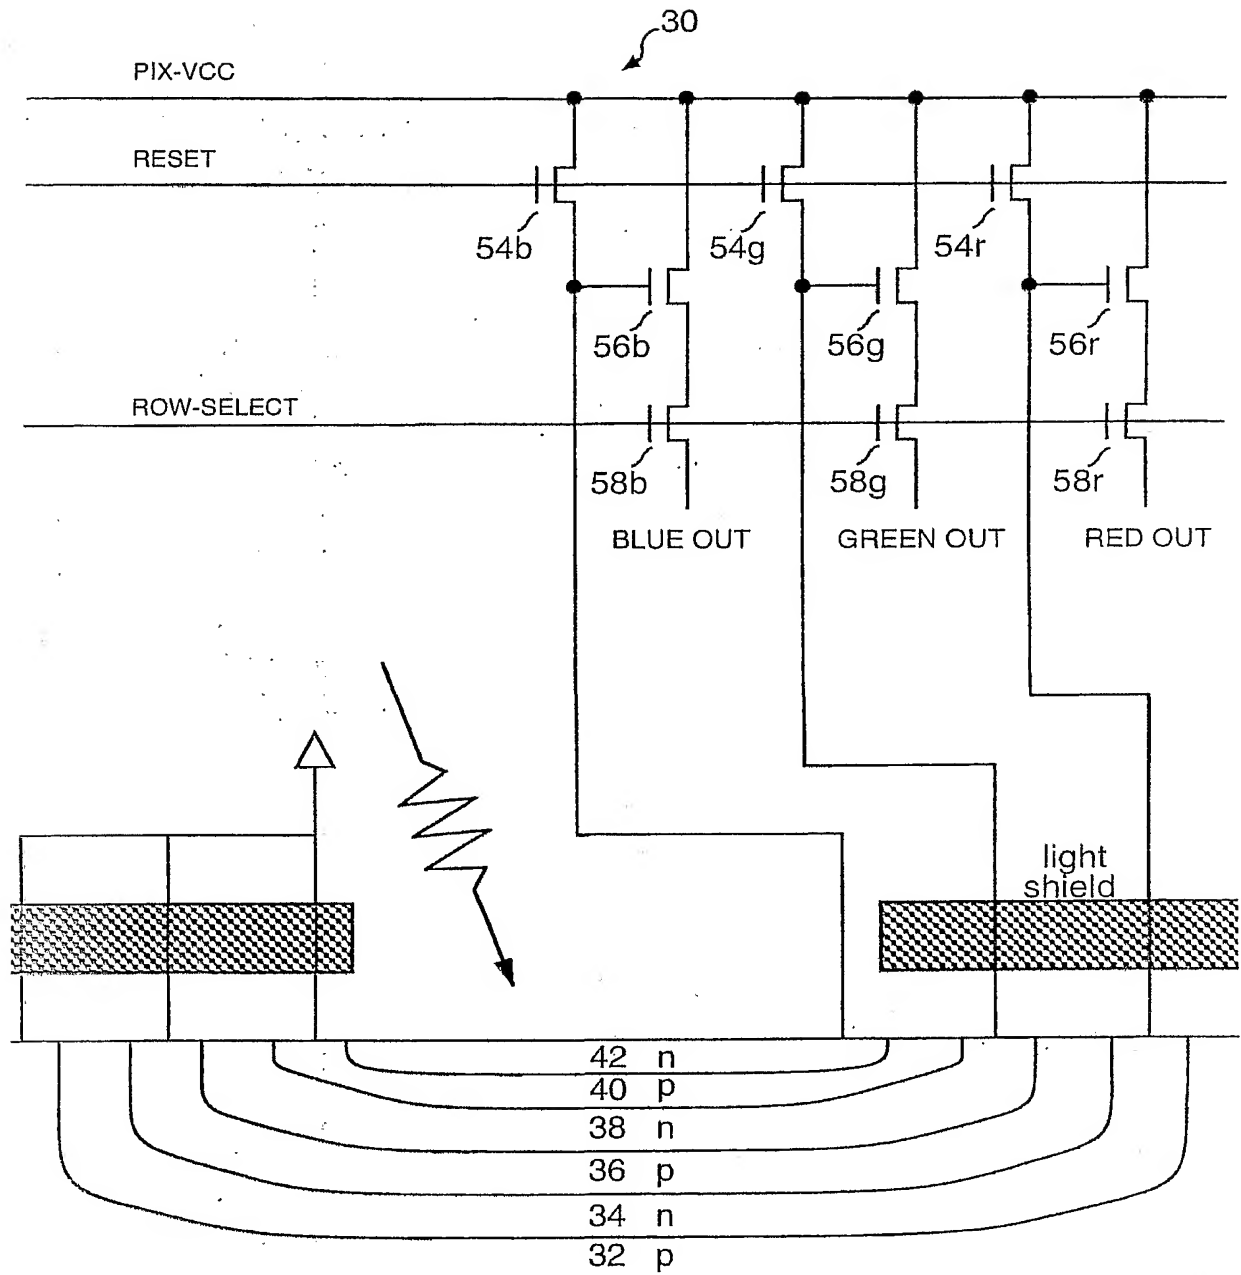 30
PIX-VCC
RESET
54b
54g
54r
56b
56g
56r
ROW-SELECT
58b
58g
58r
BLUE OUT
GREEN OUT
RED OUT
light
shield
42 n
40 p
38 n
36 p
34 n
32 p